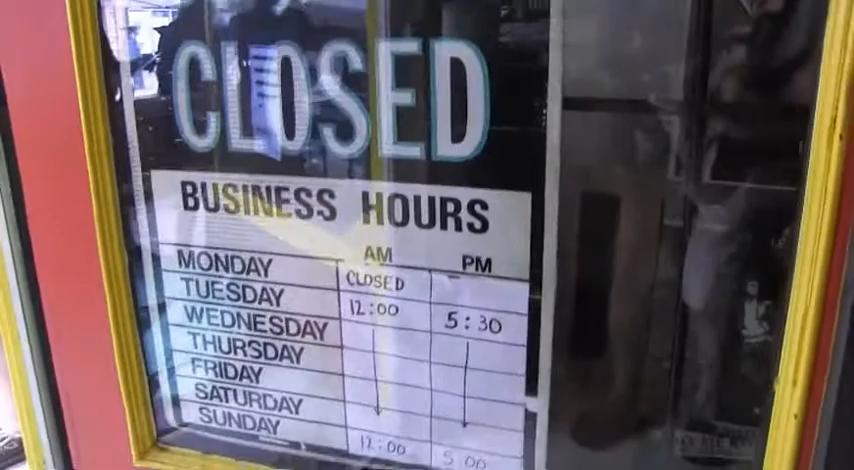 CLOSED
BUSINESS HOURS
AM PM
MONDAY CLOSED
TUESDAY 12:00 5:30
WEDNESDAY
THURSDAY
FRIDAY
SATURDAY
SUNDAY 12:00 5:00